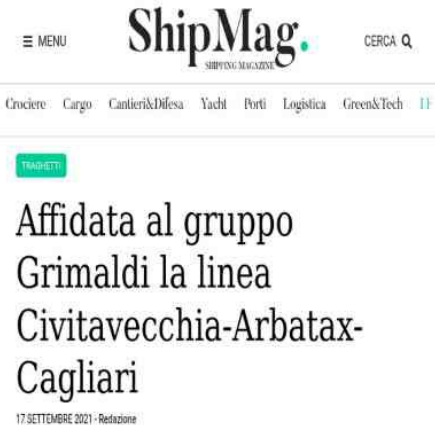 ≡ MENU
ShipMag.
SHIPPING MAGAZINE
CERCA
Crociere Cargo Cantieri&Difesa Yacht Porti Logistica Green&Tech
TRAGHETTI
Affidata al gruppo
Grimaldi la linea
Civitavecchia-Arbatax-
Cagliari
17 SETTEMBRE 2021 - Redazione